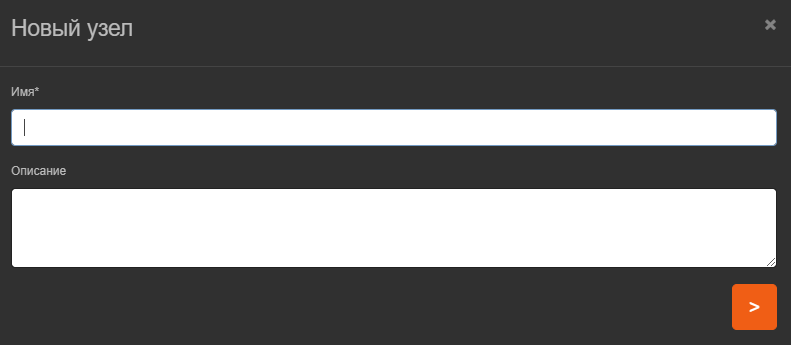 Новый узел
×
Имя*
Описание
>